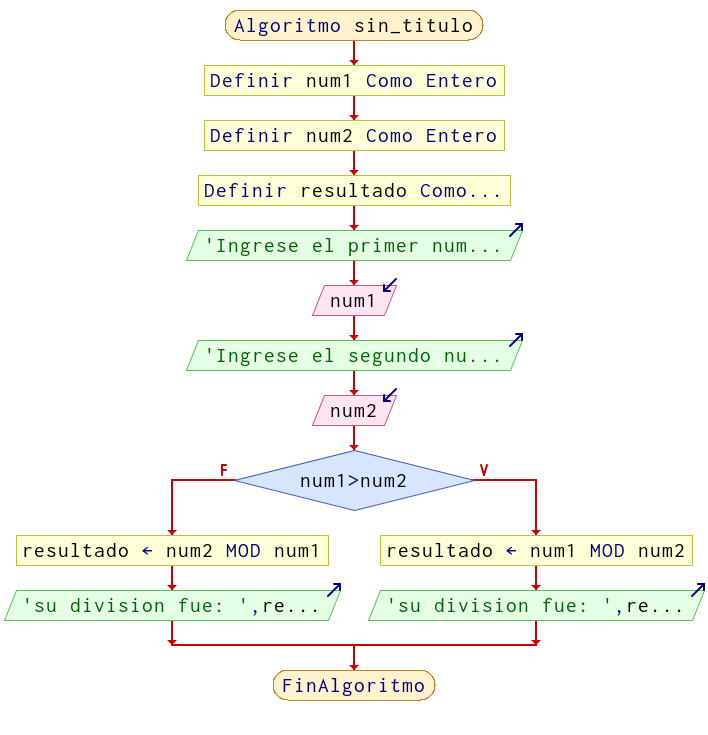 Algoritmo sin_titulo
Definir num1 Como Entero
Definir num2 Como Entero
Definir resultado Como...
'Ingrese el primer num...
num1
'Ingrese el segundo nu...
num2
F
V
num1>num2
resultado ← num2 MOD num1
resultado ← num1 MOD num2
'su division fue: ',re...
'su division fue: ',re...
FinAlgoritmo